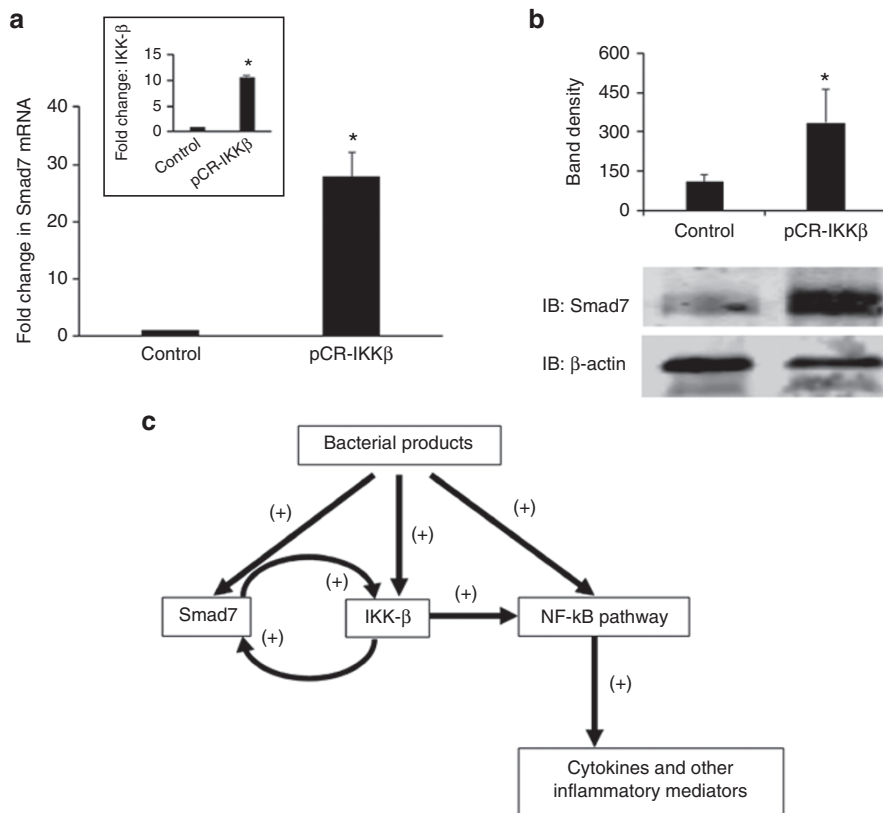 a
Fold change: IKK-β
15
10
5
0
Control
pCR-IKKβ
*
Fold change in Smad7 mRNA
40
30
20
10
0
*
Control
pCR-IKKβ
b
Band density
600
450
300
150
0
*
Control
pCR-IKKβ
IB: Smad7
IB: β-actin
c
Bacterial products
(+)
(+)
(+)
(+)
(+)
(+)
Smad7
IKK-β
NF-kB pathway
(+)
Cytokines and other
inflammatory mediators